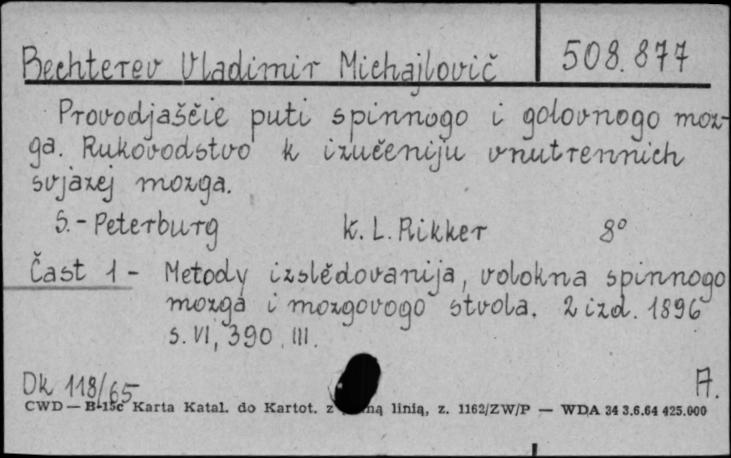 Bechterev Vladimir Michajlovič 508.877
Provodjaščie puti spinnogo i golovnogo moz-
ga. Rukovodstvo k izučeniju vnutrennich
svjazej mozga.
S.-Peterburg K. L. Rikker 8°
Čast 1 - Metody izslědovanija, volokna spinnogo
mozga i mozgovogo stvola. 2 izd. 1896
s. VI, 390, III.
Dk 118/65 A.
CWD — B-15c Karta Katal. do Kartot. z linią, z. 1162/ZW/P — WDA 34 3.6.64 425.000